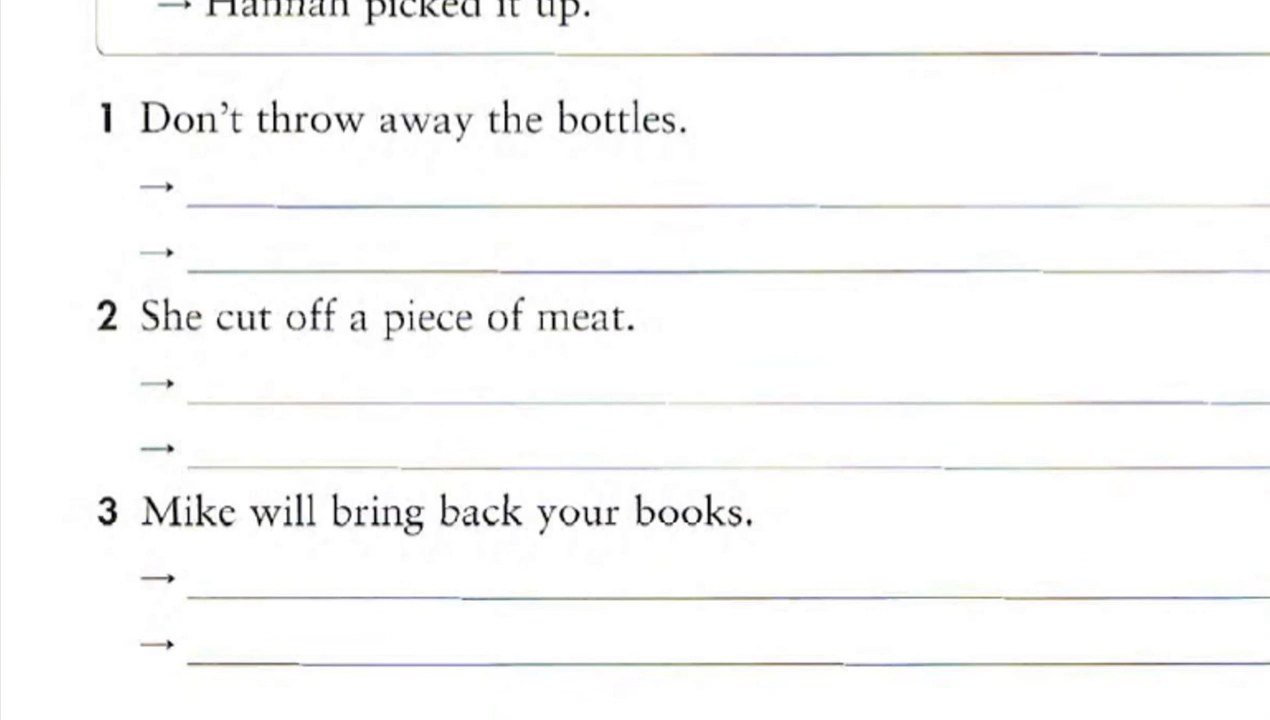 → Hannah picked it up.
1 Don't throw away the bottles.
→
→
2 She cut off a piece of meat.
→
→
3 Mike will bring back your books.
→
→